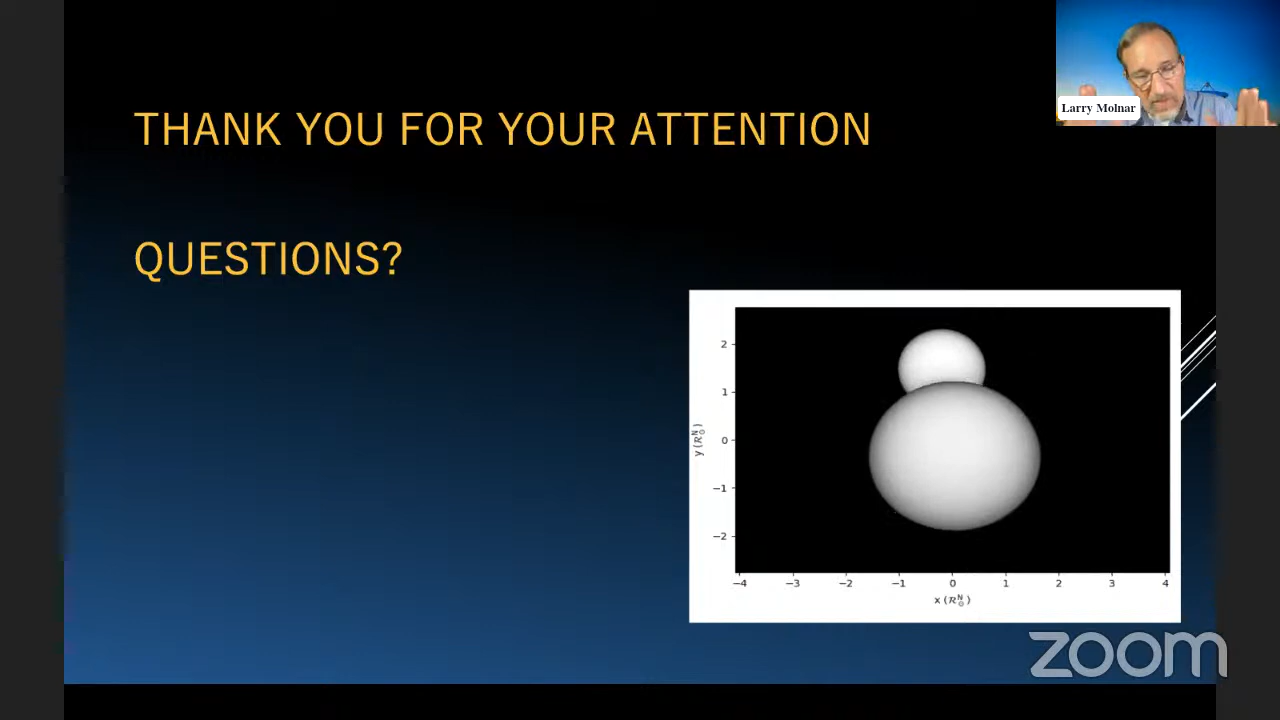 Larry Molnar
THANK YOU FOR YOUR ATTENTION
QUESTIONS?
2
1
0
−1
−2
y (R☉ᴺ)
−4 −3 −2 −1 0 1 2 3 4
x (R☉ᴺ)
zoom